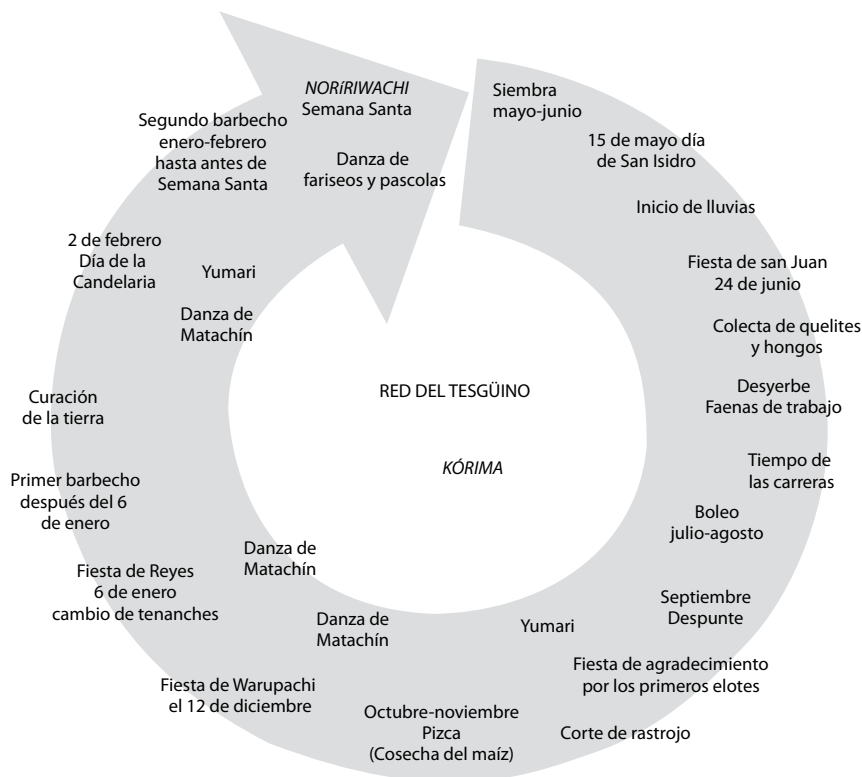 Siembra
mayo-junio
15 de mayo día
de San Isidro
Inicio de lluvias
Fiesta de san Juan
24 de junio
Colecta de quelites
y hongos
Desyerbe
Faenas de trabajo
Tiempo de
las carreras
Boleo
julio-agosto
Septiembre
Despunte
Yumari
Fiesta de agradecimiento
por los primeros elotes
Corte de rastrojo
Octubre-noviembre
Pizca
(Cosecha del maíz)
Danza de
Matachín
Fiesta de Warupachi
el 12 de diciembre
Danza de
Matachín
Fiesta de Reyes
6 de enero
cambio de tenanches
Primer barbecho
después del 6
de enero
Curación
de la tierra
2 de febrero
Día de la
Candelaria
Yumari
Danza de
Matachín
Segundo barbecho
enero-febrero
hasta antes de
Semana Santa
NORíRIWACHI
Semana Santa
Danza de
fariseos y pascolas
RED DEL TESGÜINO
KÓRIMA